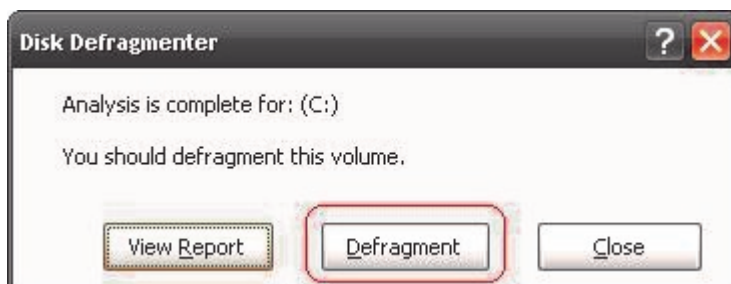 Disk Defragmenter ?
Analysis is complete for: (C:)
You should defragment this volume.
View Report Defragment Close